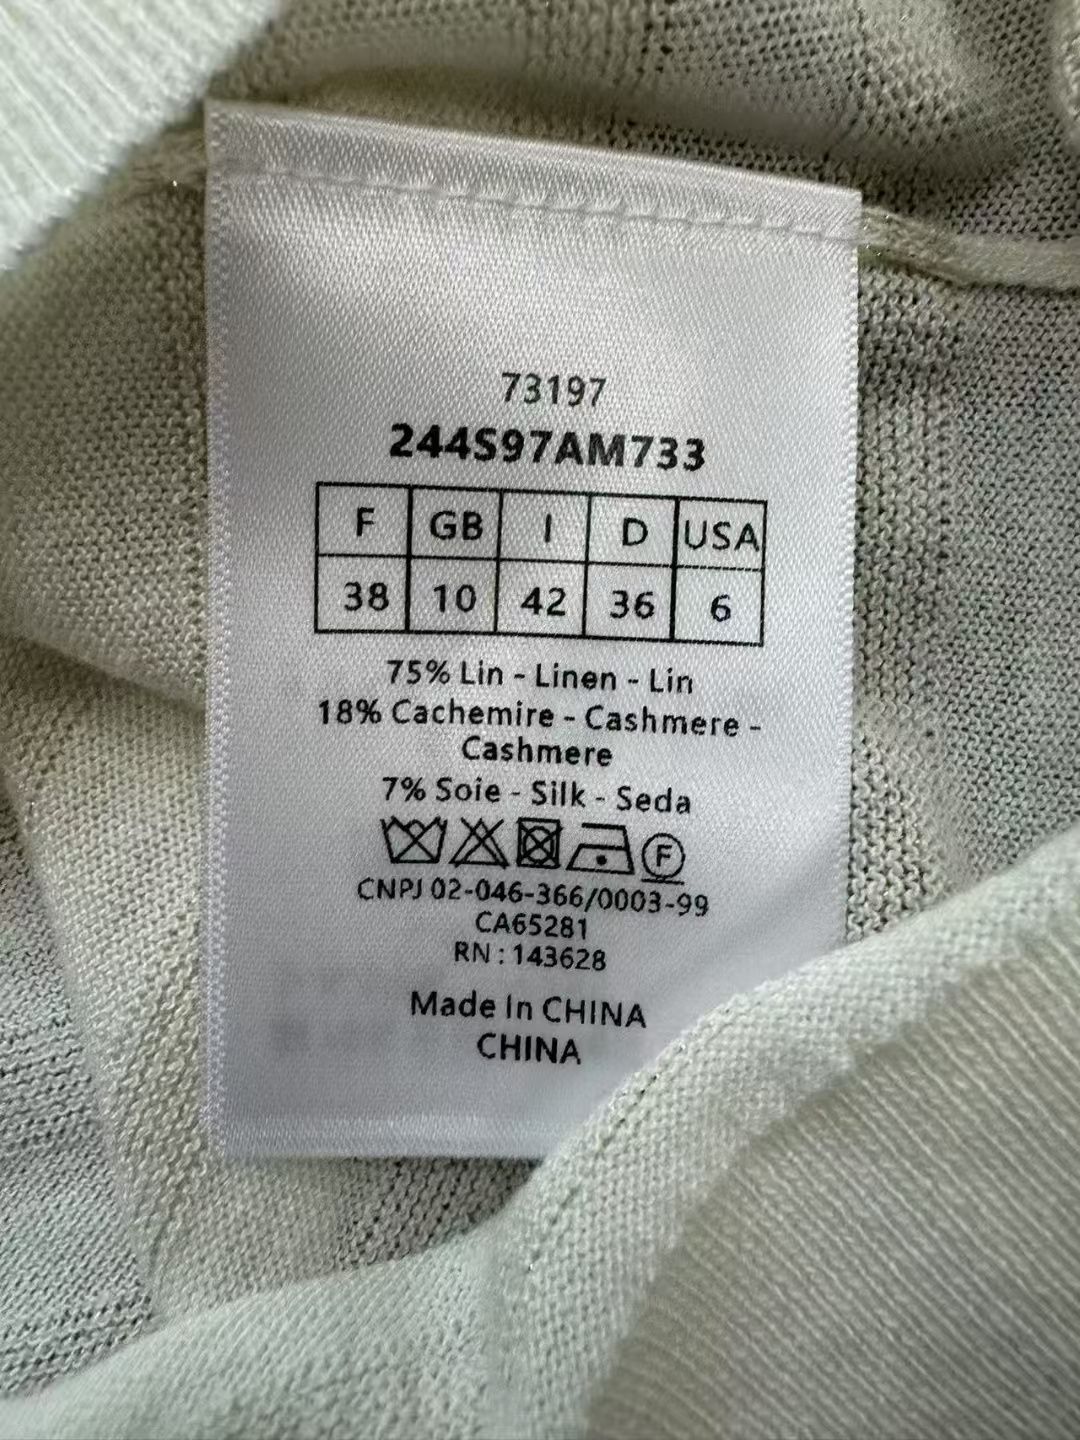 73197
244S97AM733
F GB I D USA
38 10 42 36 6
75% Lin - Linen - Lin
18% Cachemire - Cashmere -
Cashmere
7% Soie - Silk - Seda
F
CNPJ 02-046-366/0003-99
CA65281
RN : 143628
Made In CHINA
CHINA